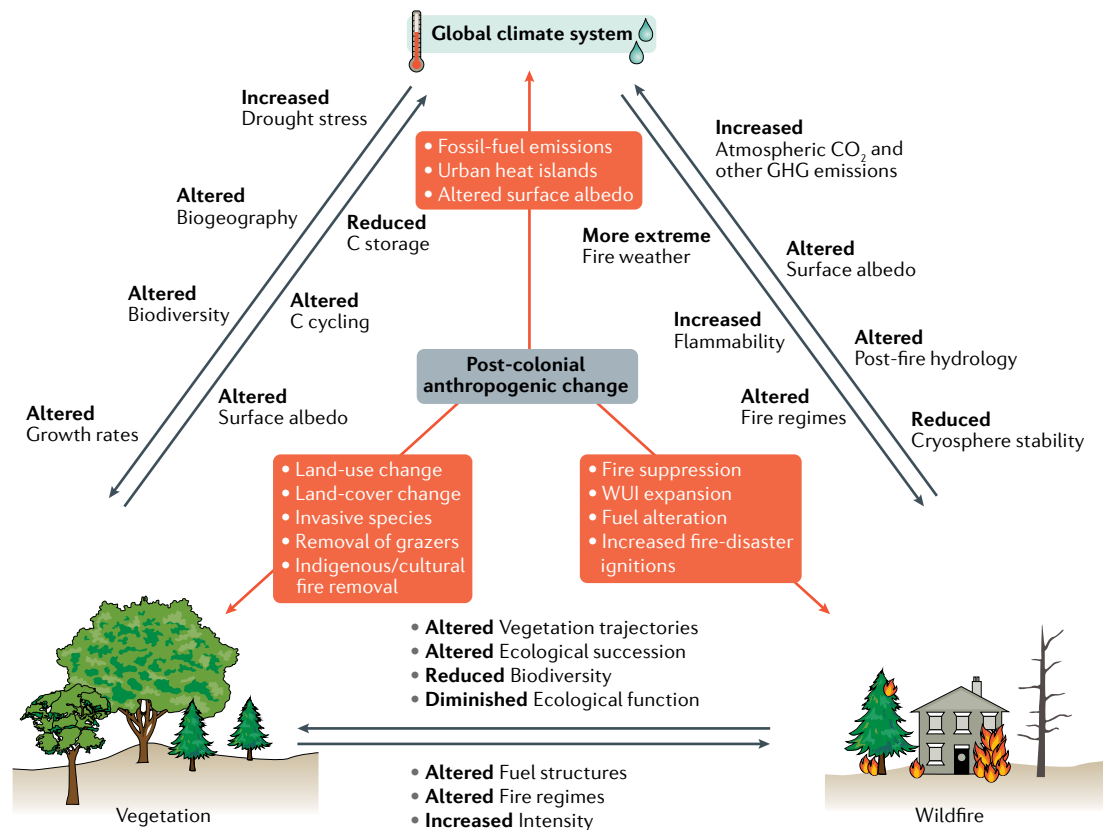 Global climate system
Increased
Drought stress
Altered
Biogeography
Altered
Biodiversity
Altered
Growth rates
Reduced
C storage
Altered
C cycling
Altered
Surface albedo
• Fossil-fuel emissions
• Urban heat islands
• Altered surface albedo
More extreme
Fire weather
Increased
Flammability
Altered
Fire regimes
Increased
Atmospheric CO₂ and
other GHG emissions
Altered
Surface albedo
Altered
Post-fire hydrology
Reduced
Cryosphere stability
Post-colonial
anthropogenic change
• Land-use change
• Land-cover change
• Invasive species
• Removal of grazers
• Indigenous/cultural
fire removal
• Fire suppression
• WUI expansion
• Fuel alteration
• Increased fire-disaster
ignitions
• Altered Vegetation trajectories
• Altered Ecological succession
• Reduced Biodiversity
• Diminished Ecological function
• Altered Fuel structures
• Altered Fire regimes
• Increased Intensity
Vegetation
Wildfire